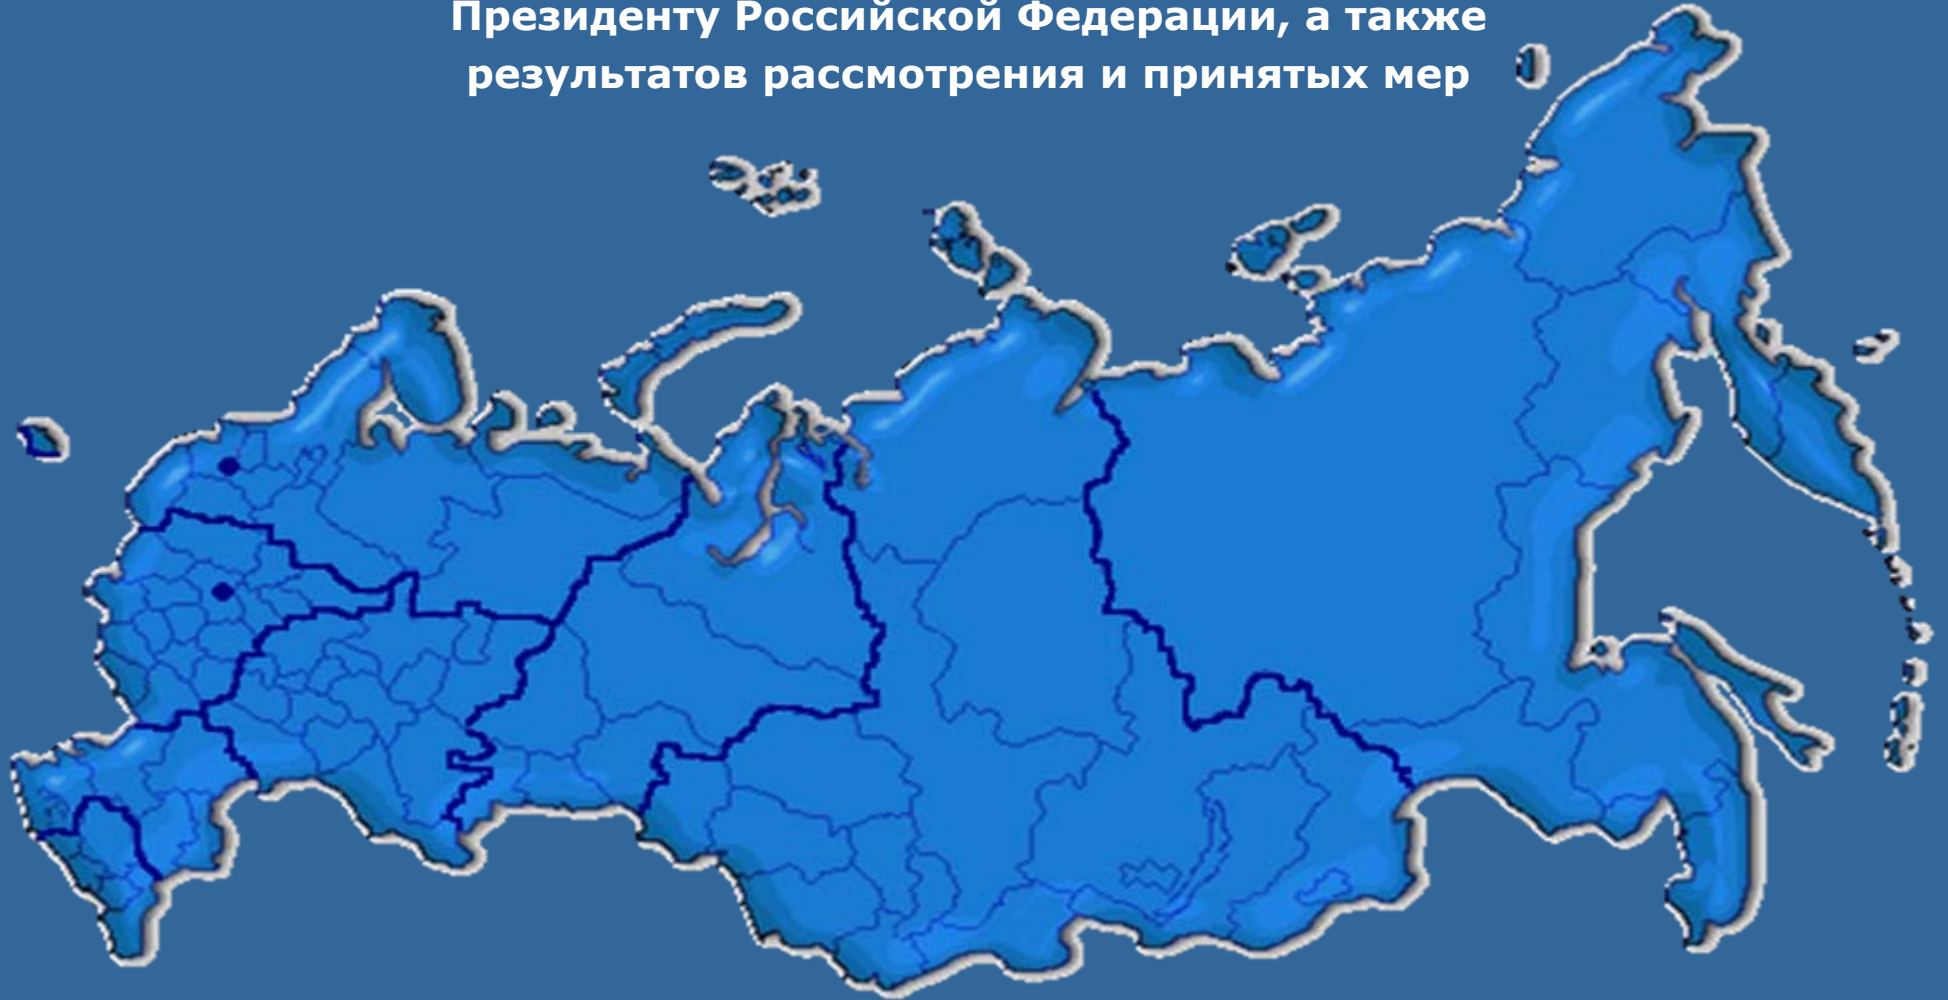 Президенту Российской Федерации, а также
результатов рассмотрения и принятых мер